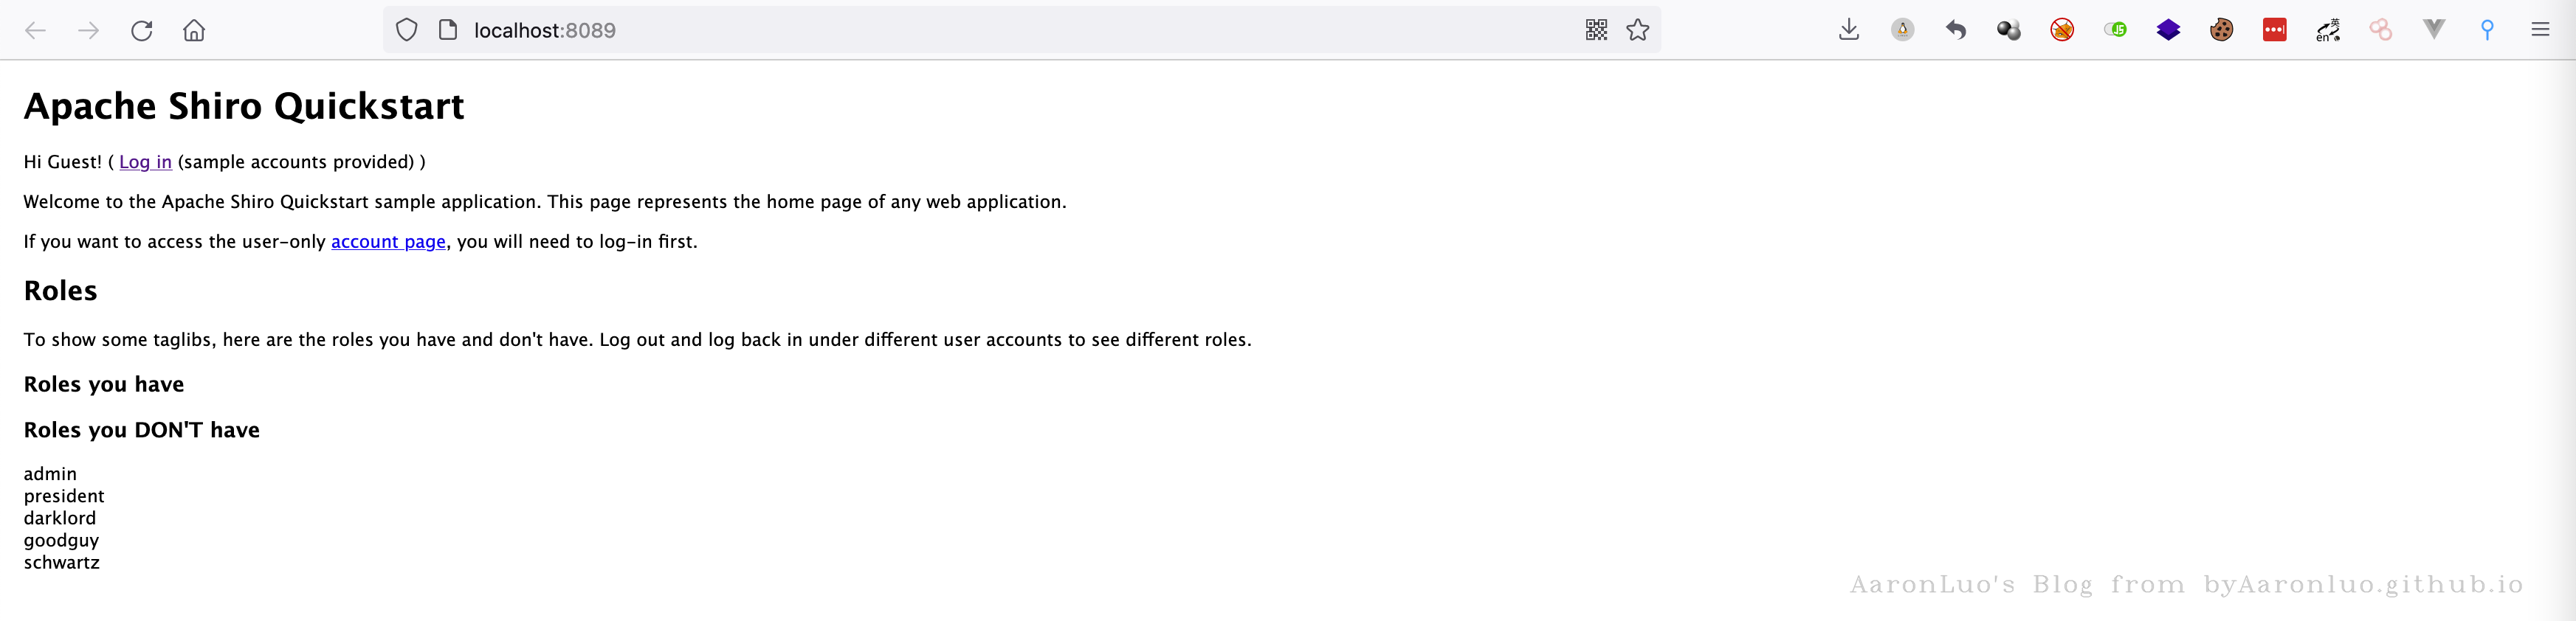 localhost:8089
JS
英
en
Apache Shiro Quickstart
Hi Guest! ( Log in (sample accounts provided) )
Welcome to the Apache Shiro Quickstart sample application. This page represents the home page of any web application.
If you want to access the user-only account page, you will need to log-in first.
Roles
To show some taglibs, here are the roles you have and don't have. Log out and log back in under different user accounts to see different roles.
Roles you have
Roles you DON'T have
admin
president
darklord
goodguy
schwartz
AaronLuo's Blog from byAaronluo.github.io